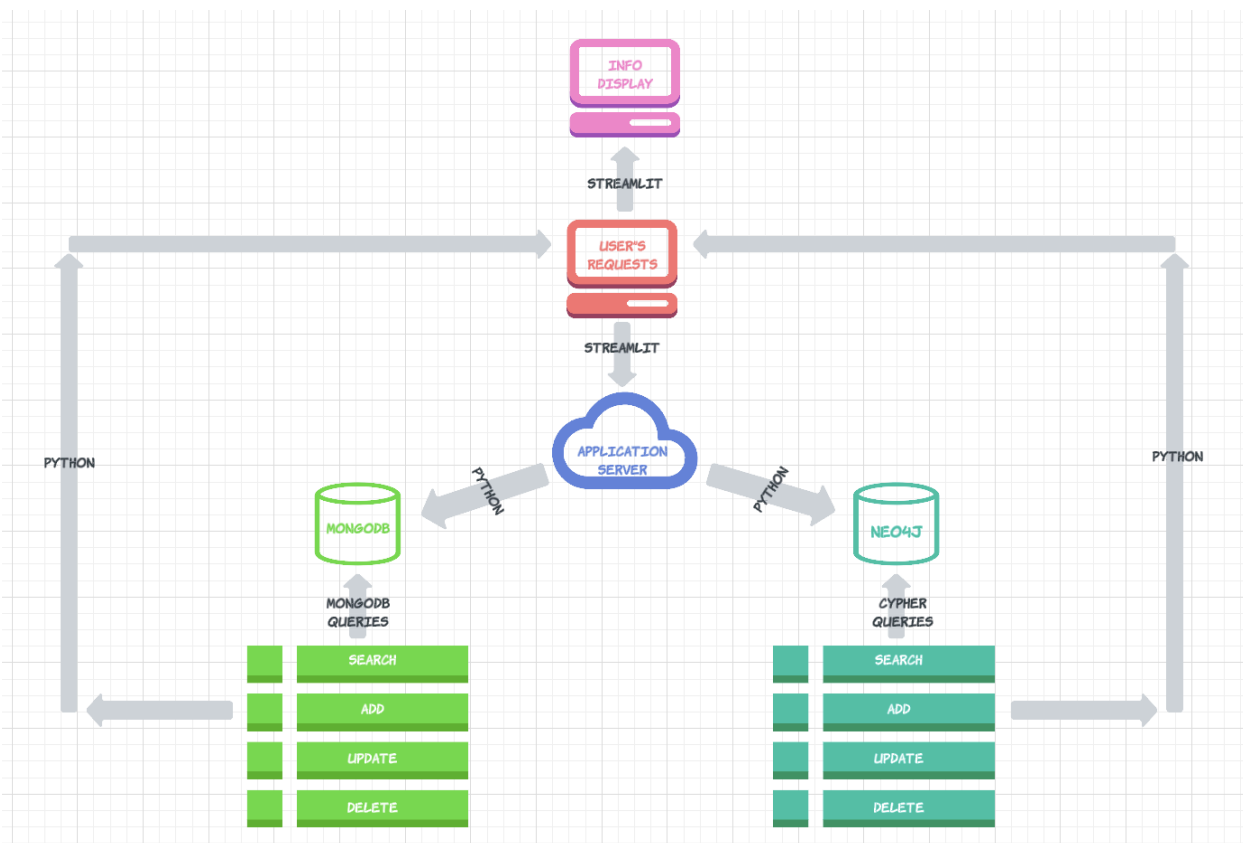 INFO
DISPLAY
STREAMLIT
USER"S
REQUESTS
STREAMLIT
APPLICATION
SERVER
PYTHON
PYTHON
PYTHON
PYTHON
MONGODB
NEO4J
MONGODB
QUERIES
CYPHER
QUERIES
SEARCH
ADD
UPDATE
DELETE
SEARCH
ADD
UPDATE
DELETE